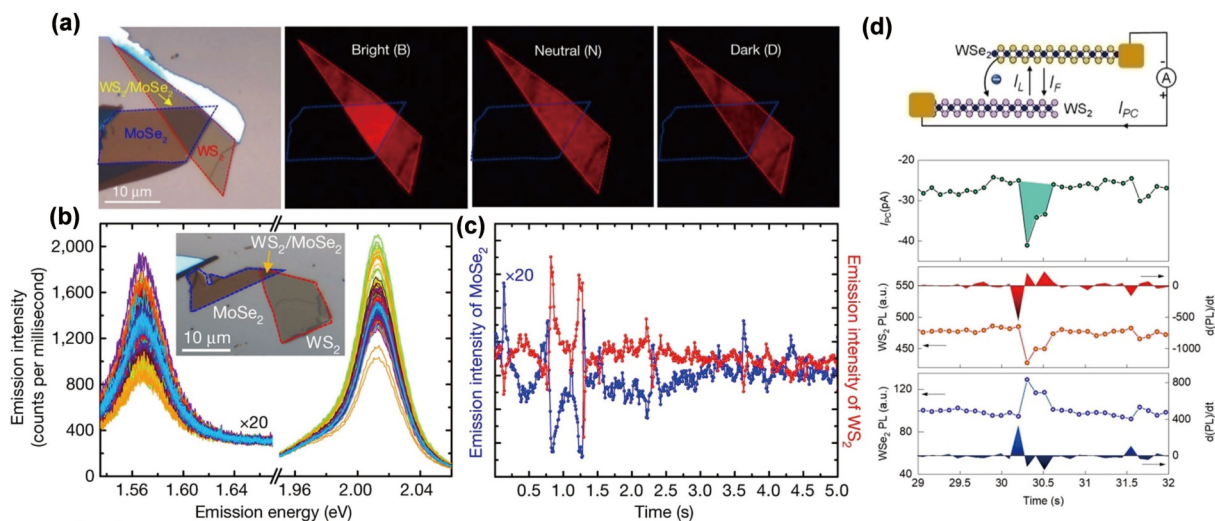 (a)
WS2/MoSe2
MoSe2
WS2
10 μm
Bright (B)
Neutral (N)
Dark (D)
(b)
Emission intensity
(counts per millisecond)
2,000
1,600
1,200
800
400
0
WS2/MoSe2
MoSe2
WS2
10 μm
×20
1.56
1.60
1.64
1.96
2.00
2.04
Emission energy (eV)
(c)
Emission intensity of MoSe2
×20
Emission intensity of WS2
0.5
1.0
1.5
2.0
2.5
3.0
3.5
4.0
4.5
5.0
Time (s)
(d)
WSe2
IL
IF
WS2
IPC
A
-
+
-20
-30
-40
IPC(pA)
550
500
450
WS2 PL (a.u.)
0
-500
-1000
d(PL)/dt
120
80
40
WSe2 PL (a.u.)
800
400
0
d(PL)/dt
29
29.5
30
30.5
31
31.5
32
Time (s)